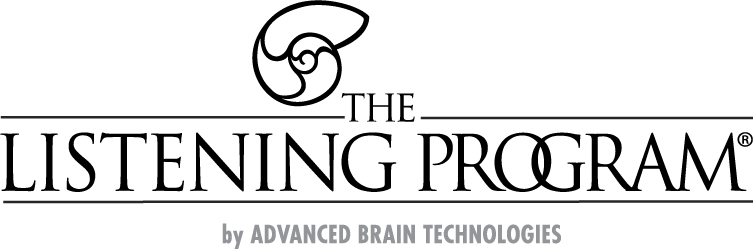 THE
LISTENING PROGRAM®
by ADVANCED BRAIN TECHNOLOGIES